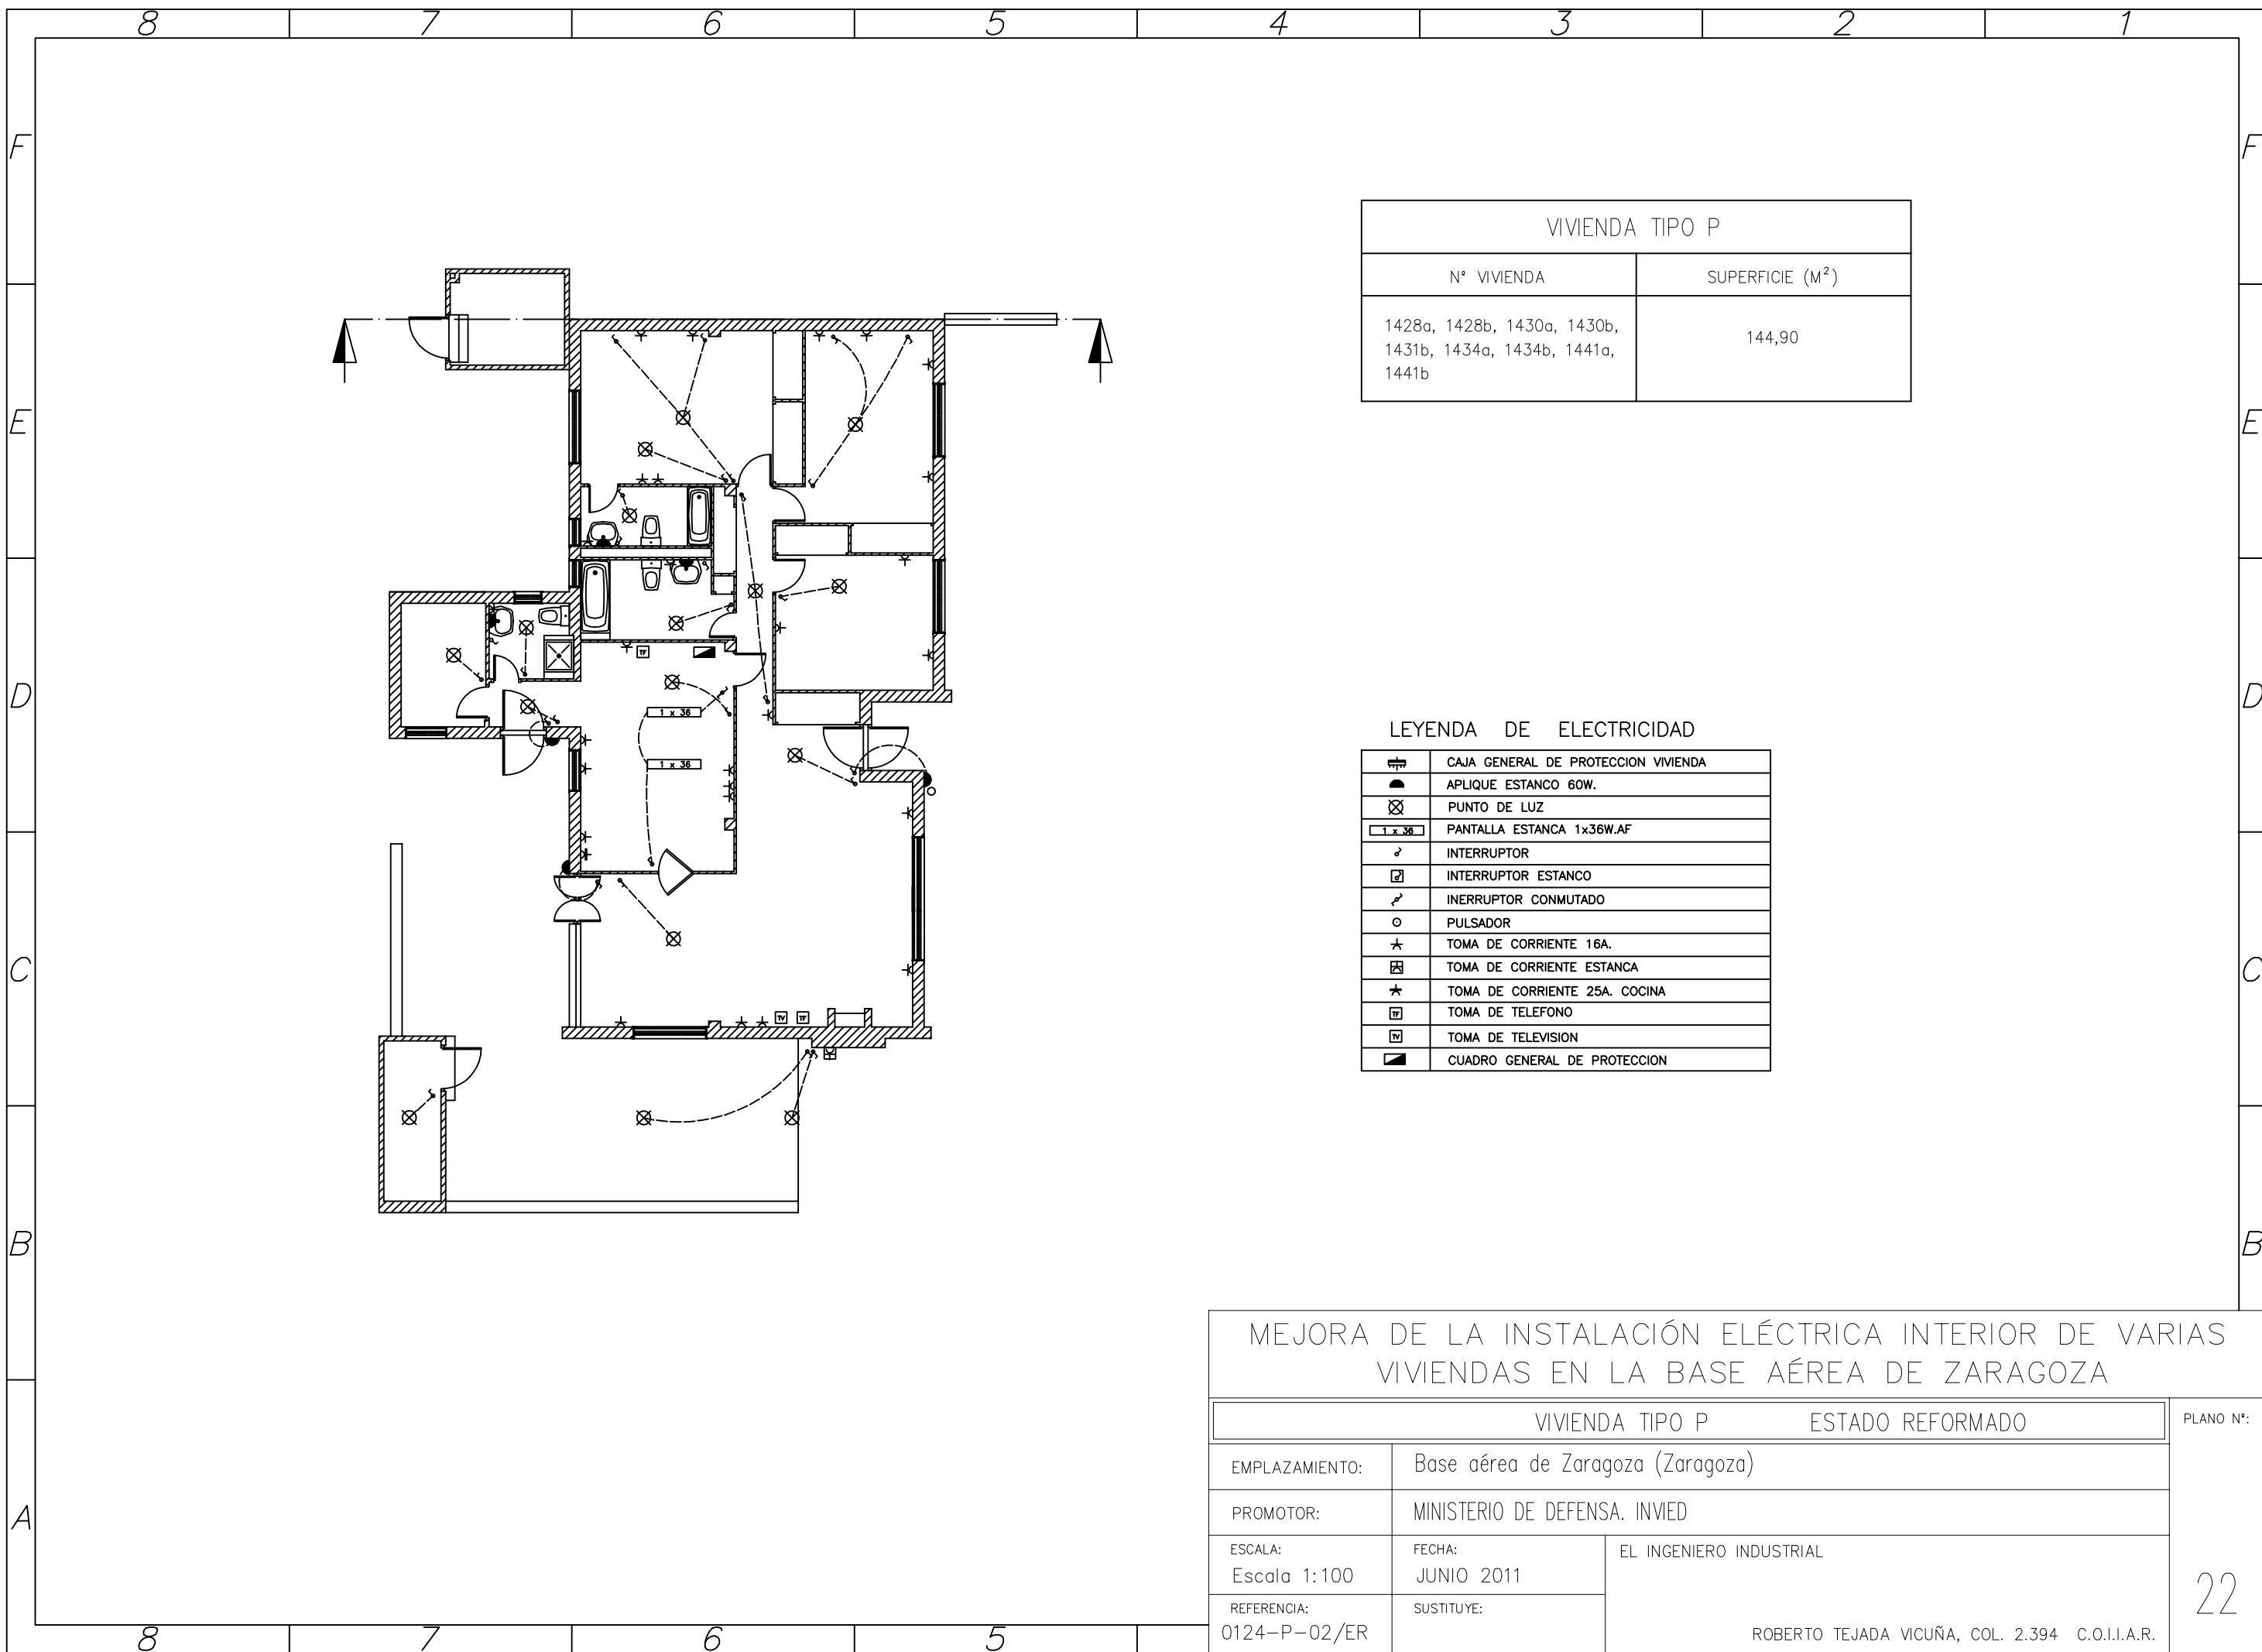 8 7 6 5 4 3 2 1
F F
VIVIENDA TIPO P
Nº VIVIENDA SUPERFICIE (M²)
1428a, 1428b, 1430a, 1430b,
1431b, 1434a, 1434b, 1441a,
1441b
144,90
E E
TF
1 x 36
1 x 36
D D
LEYENDA DE ELECTRICIDAD
CAJA GENERAL DE PROTECCION VIVIENDA
APLIQUE ESTANCO 60W.
PUNTO DE LUZ
1 x 36 PANTALLA ESTANCA 1x36W.AF
INTERRUPTOR
INTERRUPTOR ESTANCO
INERRUPTOR CONMUTADO
PULSADOR
TOMA DE CORRIENTE 16A.
TOMA DE CORRIENTE ESTANCA
TOMA DE CORRIENTE 25A. COCINA
TF TOMA DE TELEFONO
TV TOMA DE TELEVISION
CUADRO GENERAL DE PROTECCION
C C
TV TF
B B
A
MEJORA DE LA INSTALACIÓN ELÉCTRICA INTERIOR DE VARIAS
VIVIENDAS EN LA BASE AÉREA DE ZARAGOZA
VIVIENDA TIPO P ESTADO REFORMADO
PLANO Nº:
EMPLAZAMIENTO: Base aérea de Zaragoza (Zaragoza)
PROMOTOR: MINISTERIO DE DEFENSA. INVIED
ESCALA: FECHA: EL INGENIERO INDUSTRIAL
Escala 1:100 JUNIO 2011
22
REFERENCIA: SUSTITUYE:
0124-P-02/ER ROBERTO TEJADA VICUÑA, COL. 2.394 C.O.I.I.A.R.
8 7 6 5